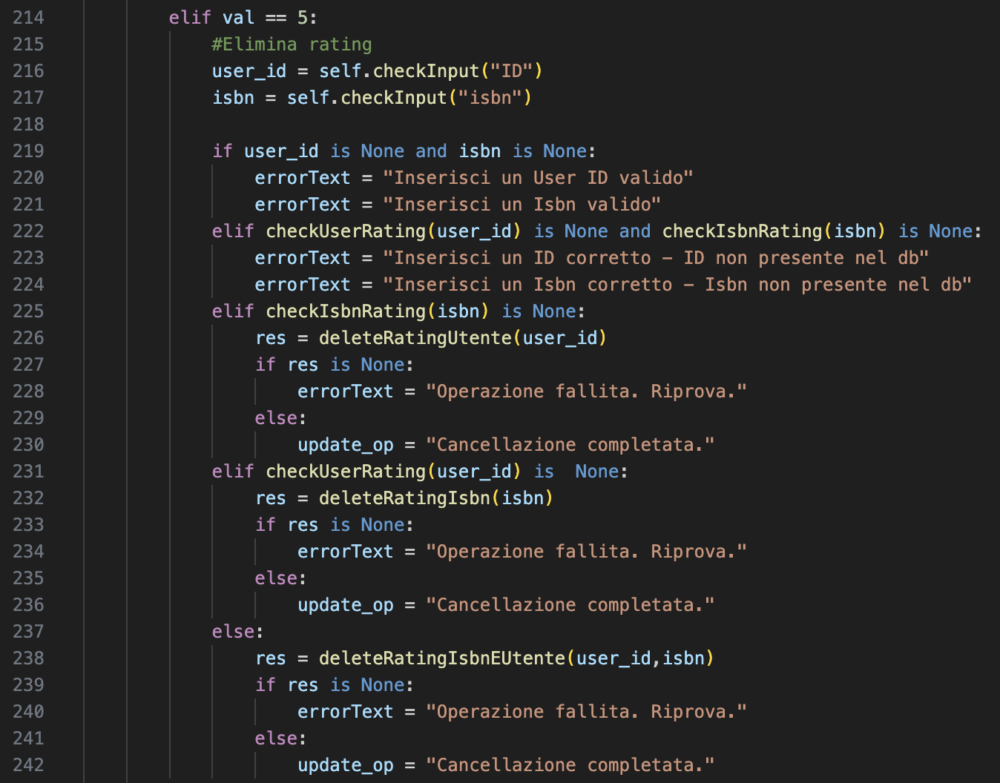 214 elif val == 5:
215 #Elimina rating
216 user_id = self.checkInput("ID")
217 isbn = self.checkInput("isbn")
218
219 if user_id is None and isbn is None:
220 errorText = "Inserisci un User ID valido"
221 errorText = "Inserisci un Isbn valido"
222 elif checkUserRating(user_id) is None and checkIsbnRating(isbn) is None:
223 errorText = "Inserisci un ID corretto - ID non presente nel db"
224 errorText = "Inserisci un Isbn corretto - Isbn non presente nel db"
225 elif checkIsbnRating(isbn) is None:
226 res = deleteRatingUtente(user_id)
227 if res is None:
228 errorText = "Operazione fallita. Riprova."
229 else:
230 update_op = "Cancellazione completata."
231 elif checkUserRating(user_id) is  None:
232 res = deleteRatingIsbn(isbn)
233 if res is None:
234 errorText = "Operazione fallita. Riprova."
235 else:
236 update_op = "Cancellazione completata."
237 else:
238 res = deleteRatingIsbnEUtente(user_id,isbn)
239 if res is None:
240 errorText = "Operazione fallita. Riprova."
241 else:
242 update_op = "Cancellazione completata."